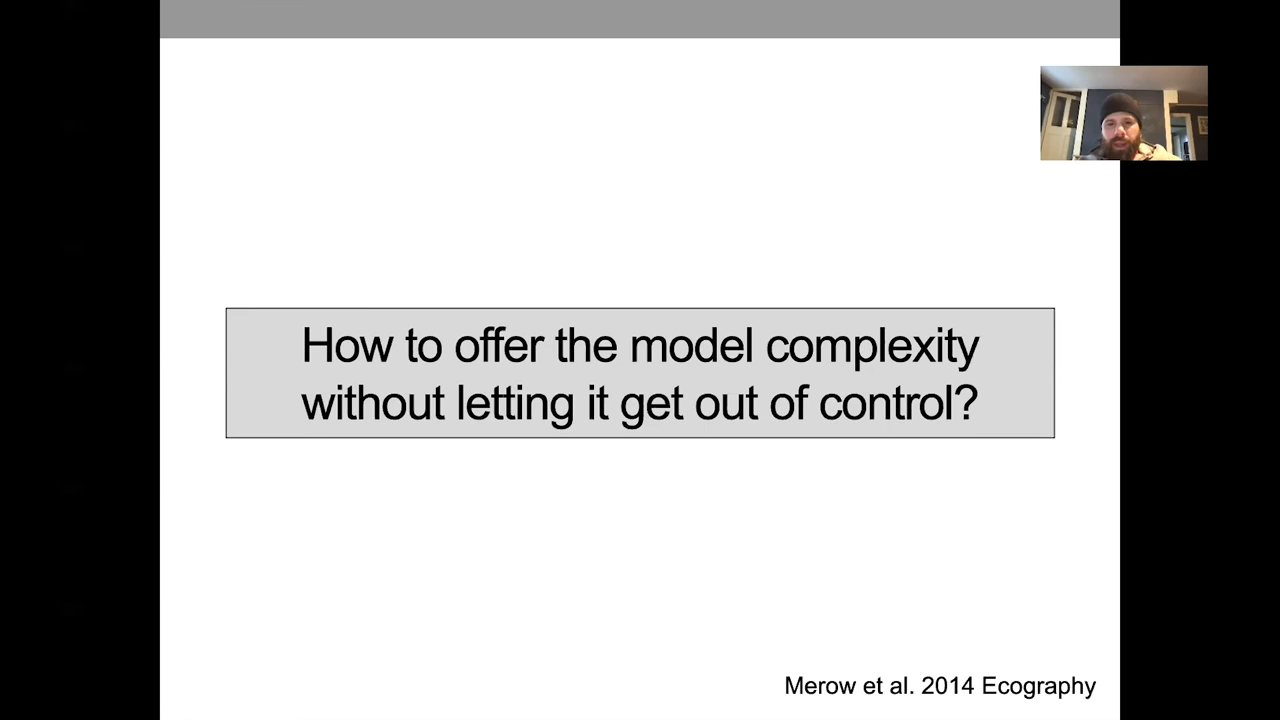 How to offer the model complexity
without letting it get out of control?
Merow et al. 2014 Ecography